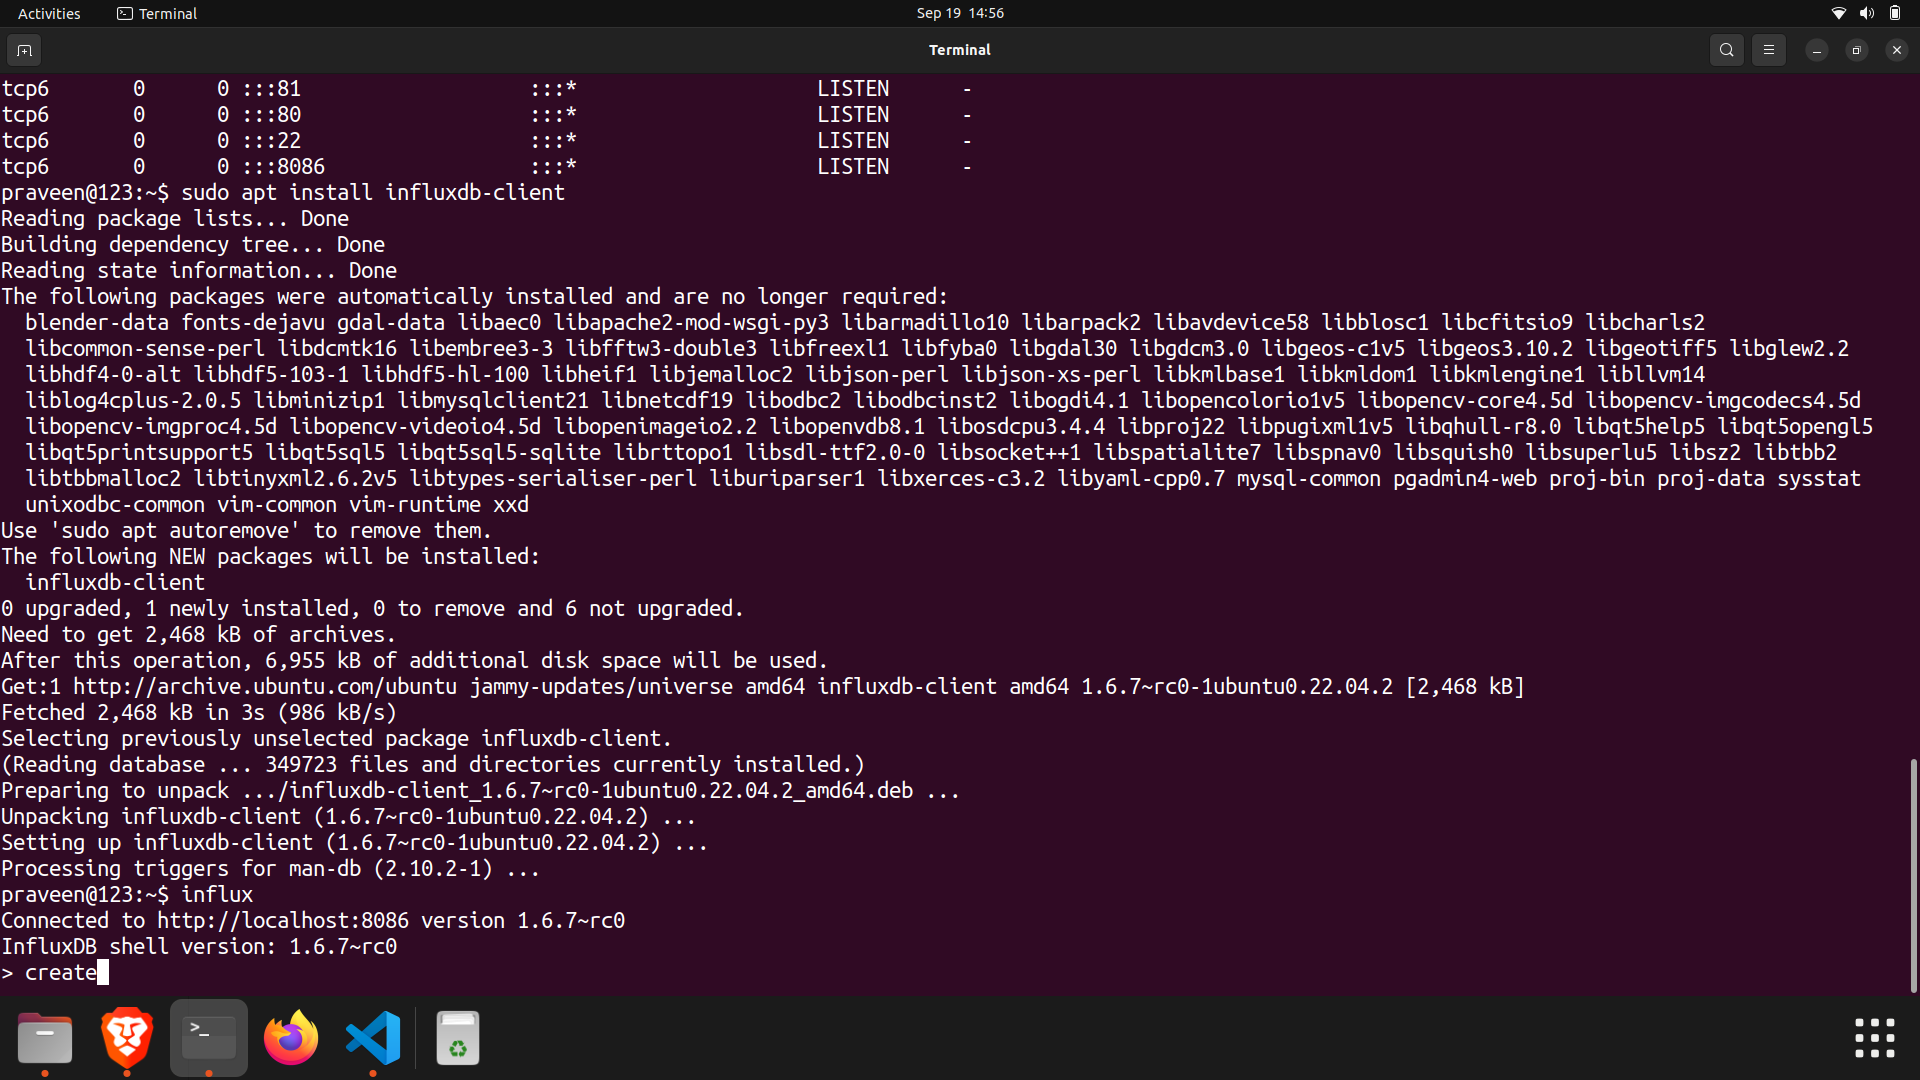 Activities
Terminal
Sep 19 14:56
Terminal
tcp6 0 0 :::81 :::* LISTEN -
tcp6 0 0 :::80 :::* LISTEN -
tcp6 0 0 :::22 :::* LISTEN -
tcp6 0 0 :::8086 :::* LISTEN -
praveen@123:~$ sudo apt install influxdb-client
Reading package lists... Done
Building dependency tree... Done
Reading state information... Done
The following packages were automatically installed and are no longer required:
blender-data fonts-dejavu gdal-data libaec0 libapache2-mod-wsgi-py3 libarmadillo10 libarpack2 libavdevice58 libblosc1 libcfitsio9 libcharls2
libcommon-sense-perl libdcmtk16 libembree3-3 libfftw3-double3 libfreexl1 libfyba0 libgdal30 libgdcm3.0 libgeos-c1v5 libgeos3.10.2 libgeotiff5 libglew2.2
libhdf4-0-alt libhdf5-103-1 libhdf5-hl-100 libheif1 libjemalloc2 libjson-perl libjson-xs-perl libkmlbase1 libkmldom1 libkmlengine1 libllvm14
liblog4cplus-2.0.5 libminizip1 libmysqlclient21 libnetcdf19 libodbc2 libodbcinst2 libogdi4.1 libopencolorio1v5 libopencv-core4.5d libopencv-imgcodecs4.5d
libopencv-imgproc4.5d libopencv-videoio4.5d libopenimageio2.2 libopenvdb8.1 libosdcpu3.4.4 libproj22 libpugixml1v5 libqhull-r8.0 libqt5help5 libqt5opengl5
libqt5printsupport5 libqt5sql5 libqt5sql5-sqlite librttopo1 libsdl-ttf2.0-0 libsocket++1 libspatialite7 libspnav0 libsquish0 libsuperlu5 libsz2 libtbb2
libtbbmalloc2 libtinyxml2.6.2v5 libtypes-serialiser-perl liburiparser1 libxerces-c3.2 libyaml-cpp0.7 mysql-common pgadmin4-web proj-bin proj-data sysstat
unixodbc-common vim-common vim-runtime xxd
Use 'sudo apt autoremove' to remove them.
The following NEW packages will be installed:
influxdb-client
0 upgraded, 1 newly installed, 0 to remove and 6 not upgraded.
Need to get 2,468 kB of archives.
After this operation, 6,955 kB of additional disk space will be used.
Get:1 http://archive.ubuntu.com/ubuntu jammy-updates/universe amd64 influxdb-client amd64 1.6.7~rc0-1ubuntu0.22.04.2 [2,468 kB]
Fetched 2,468 kB in 3s (986 kB/s)
Selecting previously unselected package influxdb-client.
(Reading database ... 349723 files and directories currently installed.)
Preparing to unpack .../influxdb-client_1.6.7~rc0-1ubuntu0.22.04.2_amd64.deb ...
Unpacking influxdb-client (1.6.7~rc0-1ubuntu0.22.04.2) ...
Setting up influxdb-client (1.6.7~rc0-1ubuntu0.22.04.2) ...
Processing triggers for man-db (2.10.2-1) ...
praveen@123:~$ influx
Connected to http://localhost:8086 version 1.6.7~rc0
InfluxDB shell version: 1.6.7~rc0
> create